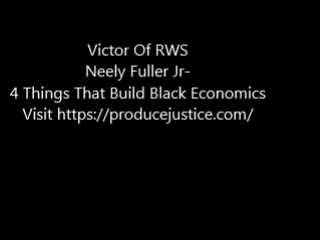 Victor Of RWS
Neely Fuller Jr-
4 Things That Build Black Economics
Visit https://producejustice.com/